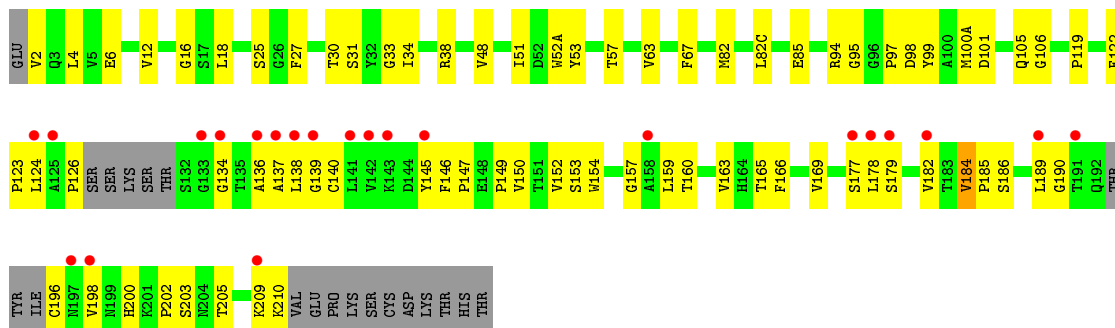 GLU V2 Q3 L4 V5 E6 V12 G16 S17 L18 S25 G26 F27 T30 S31 Y32 G33 I34 R38 V48 I51 D52 W52A Y53 T57 V63 F67 M82 L82C E85 R94 G95 G96 P97 D98 Y99 A100 M100A D101 Q105 G106 P119
P123 L124 A125 P126 SER SER LYS SER THR S132 G133 G134 T135 A136 A137 L138 G139 C140 L141 V142 K143 D144 Y145 F146 P147 E148 P149 V150 T151 V152 S153 W154 G157 A158 L159 T160 V163 H164 T165 F166 V169 S177 L178 S179 V182 T183 V184 P185 S186 L189 G190 T191 Q192 THR
TYR ILE C196 N197 V198 N199 H200 K201 P202 S203 N204 T205 K209 K210 VAL GLU PRO LYS SER CYS ASP LYS THR HIS THR